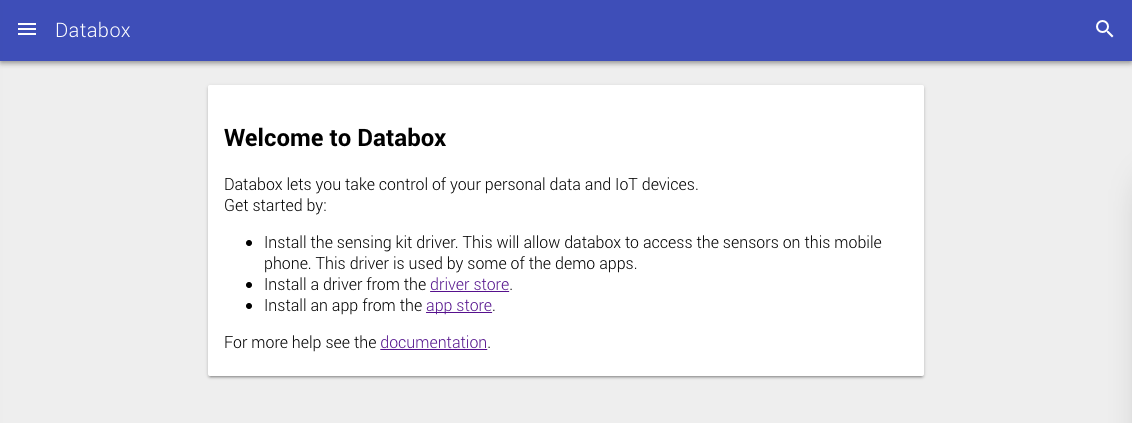 Databox
Welcome to Databox
Databox lets you take control of your personal data and IoT devices.
Get started by:
Install the sensing kit driver. This will allow databox to access the sensors on this mobile
phone. This driver is used by some of the demo apps.
Install a driver from the driver store.
Install an app from the app store.
For more help see the documentation.